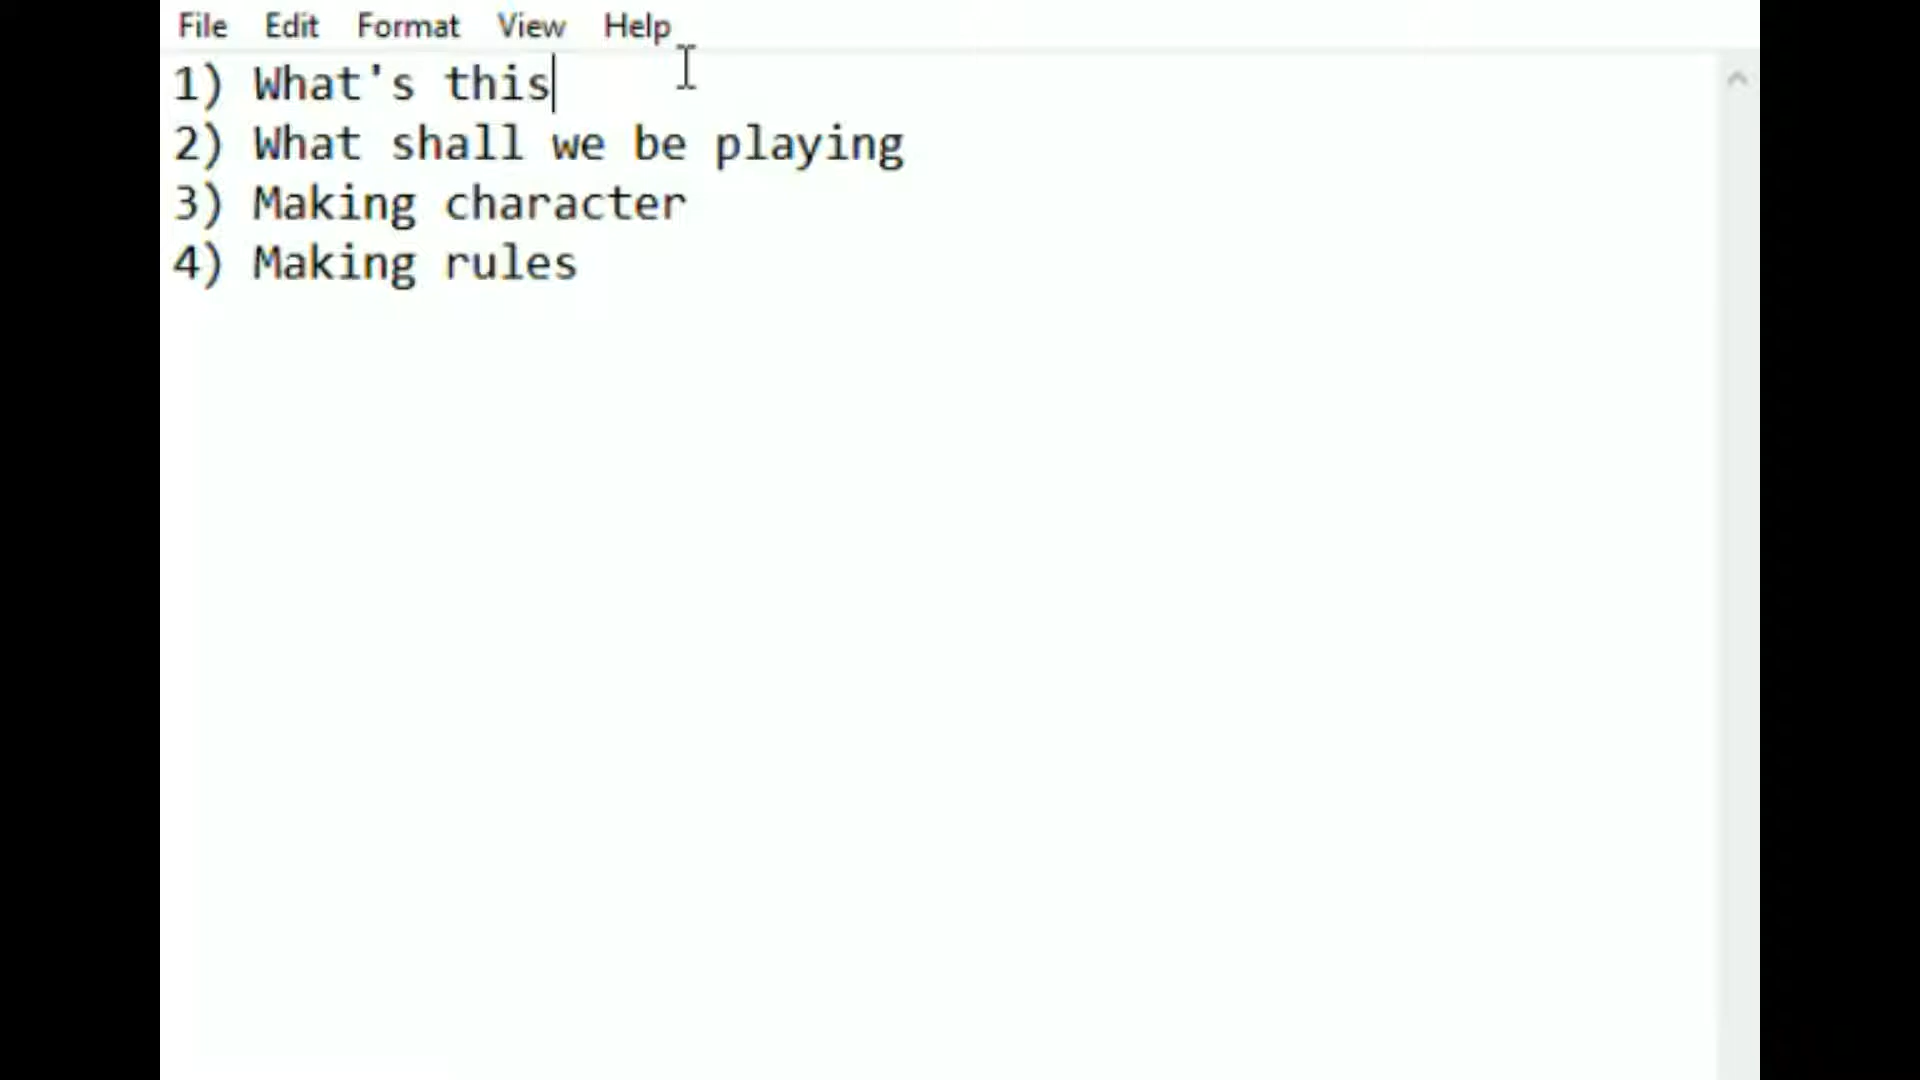 File Edit Format View Help
1) What's this
2) What shall we be playing
3) Making character
4) Making rules